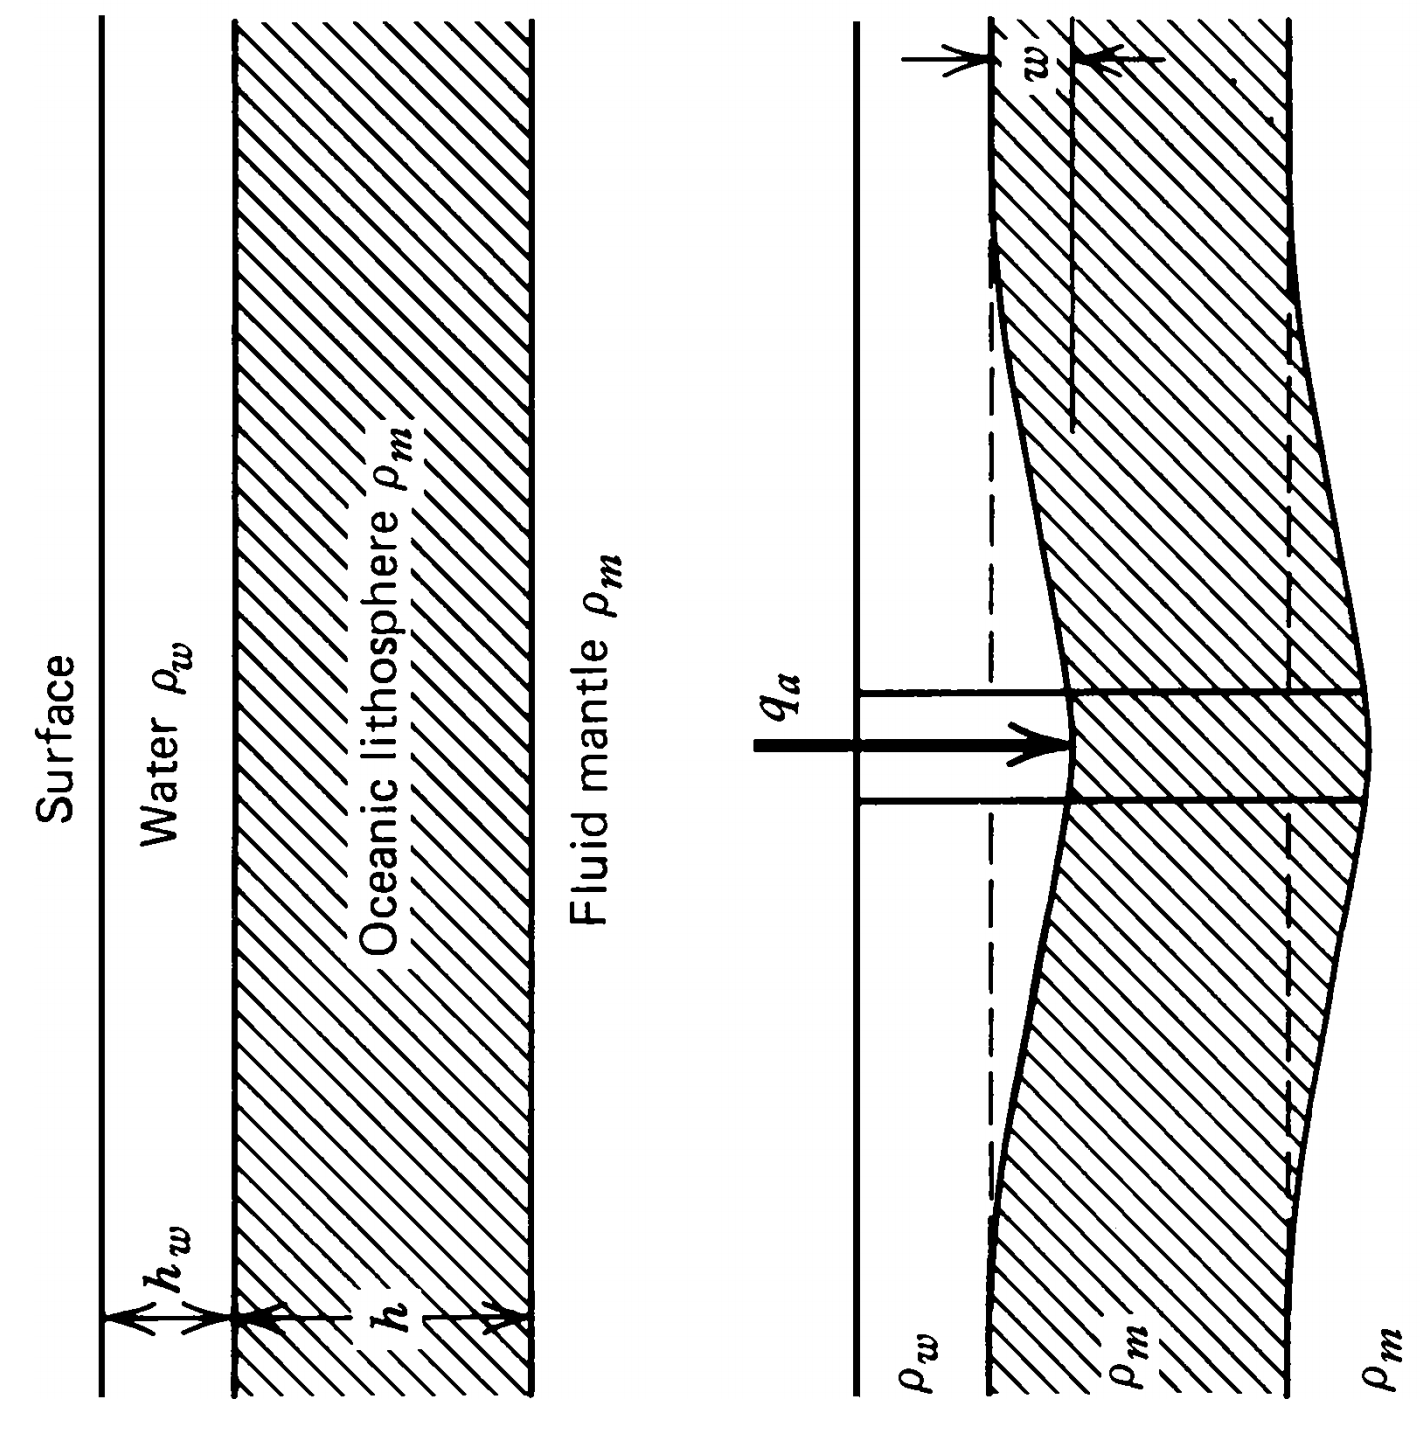 Surface
Water ρw
hw
Oceanic lithosphere ρm
h
Fluid mantle ρm
qa
w
ρw
ρm
ρm